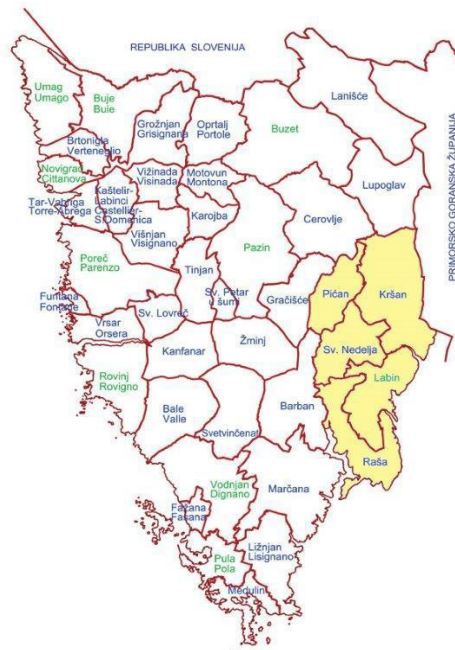 REPUBLIKA SLOVENIJA
Umag
Umago
Buje
Buie
Grožnjan
Grisignana
Oprtalj
Portole
Buzet
Lanišće
PRIMORSKO GORANSKA ŽUPANIJA
Brtonigla
Verteneglio
Novigrad
Cittanova
Kaštelir-
Labinci
Castellier-
S.Domenica
Vižinada
Visinada
Motovun
Montona
Lupoglav
Tar-Vabriga
Torre-Abrega
Karojba
Cerovlje
Višnjan
Visignano
Pazin
Poreč
Parenzo
Tinjan
Sv. Petar
u šumi
Gračišće
Pićan
Kršan
Funtana
Fontane
Vrsar
Orsera
Sv. Lovreč
Kanfanar
Žminj
Sv. Nedelja
Labin
Rovinj
Rovigno
Bale
Valle
Svetvinčenat
Barban
Raša
Vodnjan
Dignano
Marčana
Fažana
Fasana
Pula
Pola
Ližnjan
Lisignano
Medulin